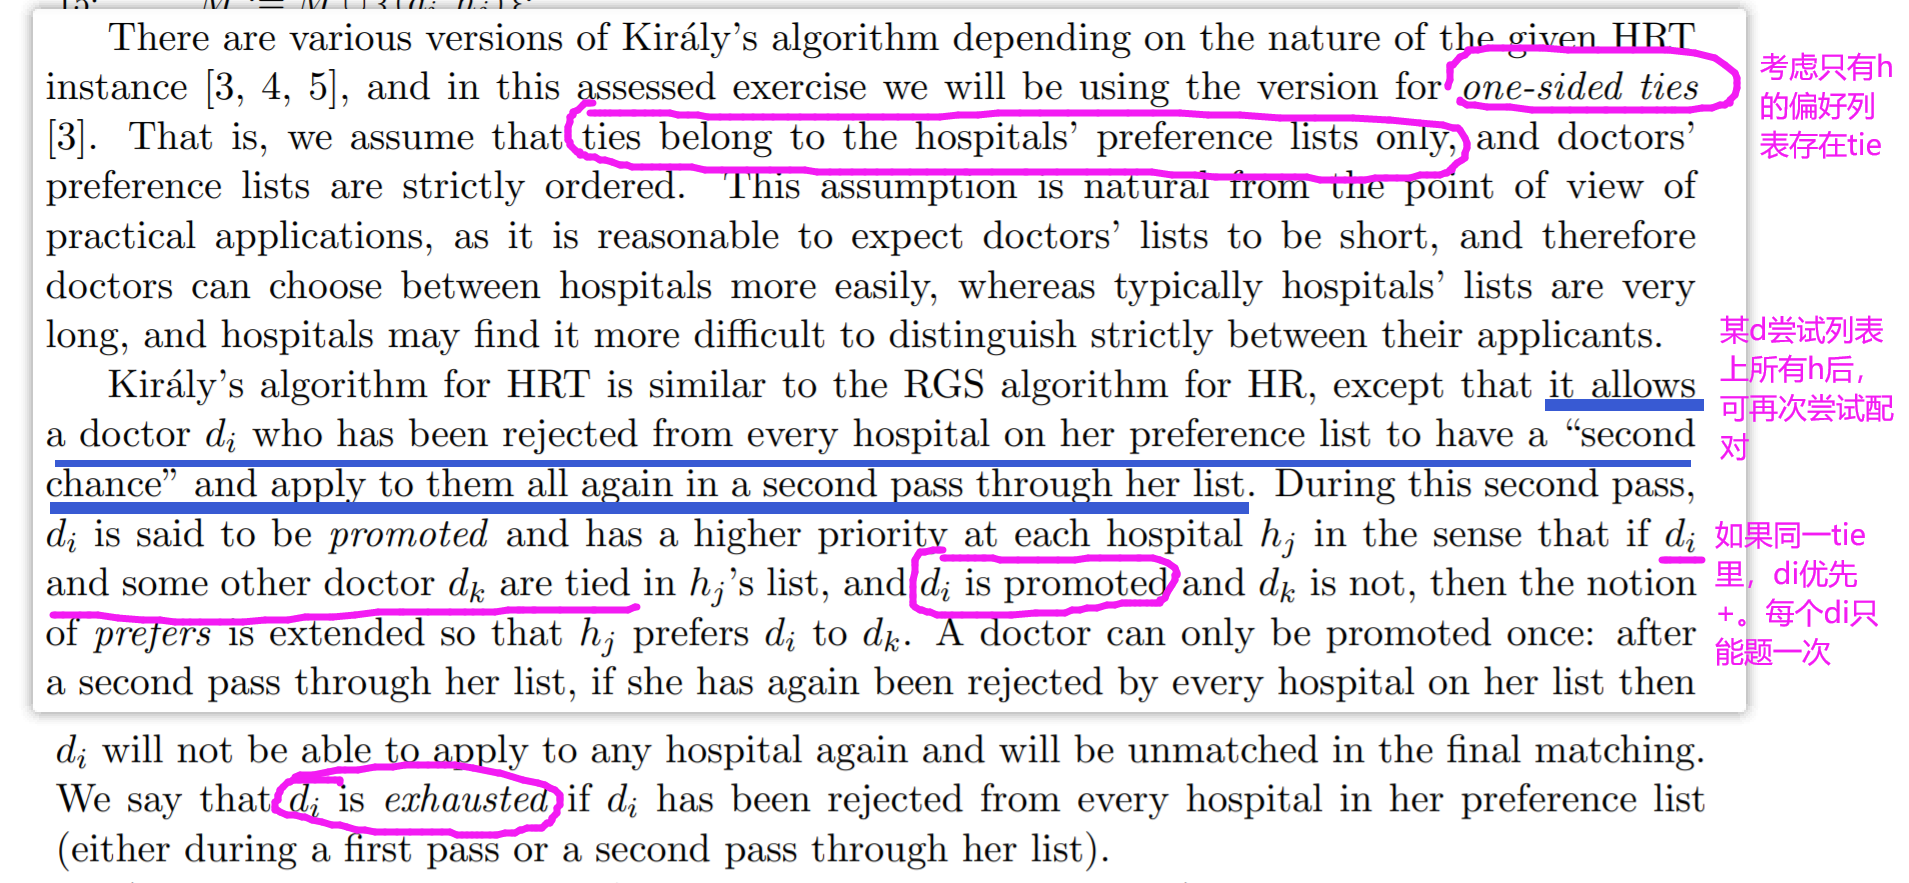 There are various versions of Király's algorithm depending on the nature of the given HRT
instance [3, 4, 5], and in this assessed exercise we will be using the version for one-sided ties
[3]. That is, we assume that ties belong to the hospitals' preference lists only, and doctors'
preference lists are strictly ordered. This assumption is natural from the point of view of
practical applications, as it is reasonable to expect doctors' lists to be short, and therefore
doctors can choose between hospitals more easily, whereas typically hospitals' lists are very
long, and hospitals may find it more difficult to distinguish strictly between their applicants.
Király's algorithm for HRT is similar to the RGS algorithm for HR, except that it allows
a doctor di who has been rejected from every hospital on her preference list to have a “second
chance” and apply to them all again in a second pass through her list. During this second pass,
di is said to be promoted and has a higher priority at each hospital hj in the sense that if di
and some other doctor dk are tied in hj's list, and di is promoted and dk is not, then the notion
of prefers is extended so that hj prefers di to dk. A doctor can only be promoted once: after
a second pass through her list, if she has again been rejected by every hospital on her list then
di will not be able to apply to any hospital again and will be unmatched in the final matching.
We say that di is exhausted if di has been rejected from every hospital in her preference list
(either during a first pass or a second pass through her list).
考虑只有h
的偏好列
表存在tie
某d尝试列表
上所有h后，
可再次尝试配
对
如果同一tie
里，di优先
+。每个di只
能题一次